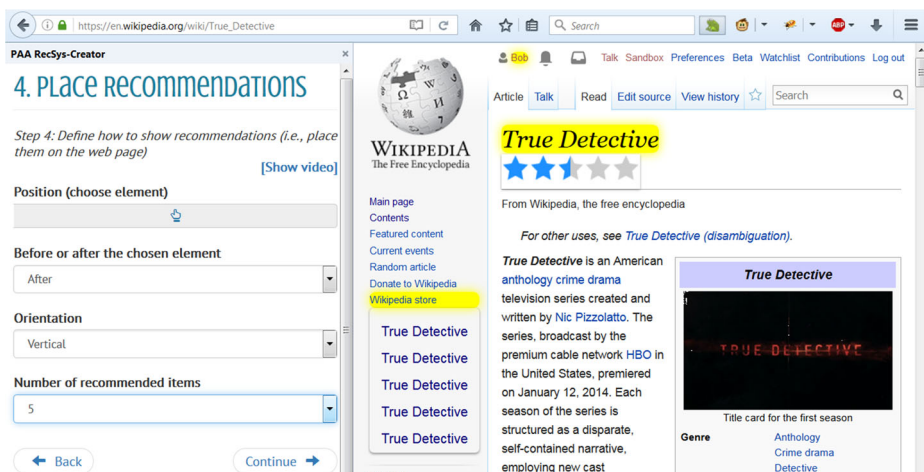 https://en.wikipedia.org/wiki/True_Detective
Search
ABP
PAA RecSys-Creator
4. Place Recommendations
Step 4: Define how to show recommendations (i.e., place
them on the web page)
[Show video]
Position (choose element)
Before or after the chosen element
After
Orientation
Vertical
Number of recommended items
5
Back
Continue
WIKIPEDIA
The Free Encyclopedia
Main page
Contents
Featured content
Current events
Random article
Donate to Wikipedia
Wikipedia store
True Detective
True Detective
True Detective
True Detective
True Detective
Bob
Talk Sandbox Preferences Beta Watchlist Contributions Log out
Article Talk Read Edit source View history Search
True Detective
From Wikipedia, the free encyclopedia
For other uses, see True Detective (disambiguation).
True Detective is an American
anthology crime drama
television series created and
written by Nic Pizzolatto. The
series, broadcast by the
premium cable network HBO in
the United States, premiered
on January 12, 2014. Each
season of the series is
structured as a disparate,
self-contained narrative,
employing new cast
True Detective
TRUE DETECTIVE
Title card for the first season
Genre Anthology
Crime drama
Detective